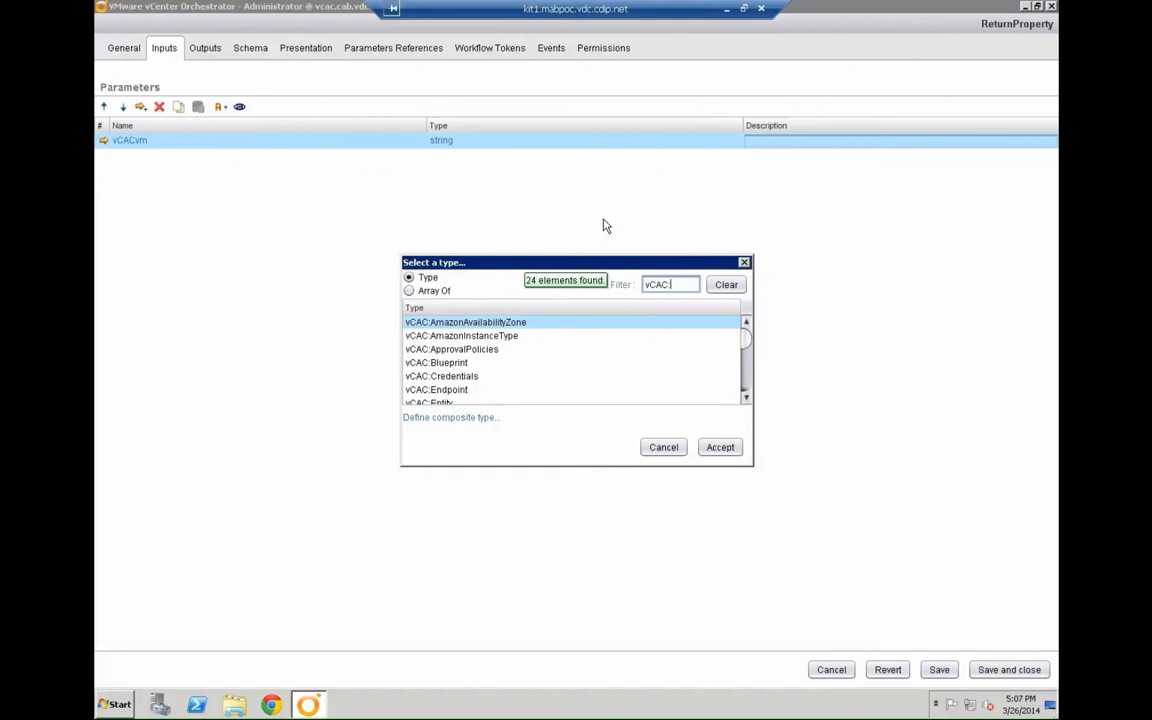 VMware vCenter Orchestrator - Administrator @ vcac.cab.vdc
kit1.mabpoc.vdc.cdip.net
ReturnProperty
General Inputs Outputs Schema Presentation Parameters References Workflow Tokens Events Permissions
Parameters
A+
# Name Type Description
vCACvm string
Select a type...
Type
24 elements found
Filter :
vCAC:
Clear
Array Of
Type
vCAC:AmazonAvailabilityZone
vCAC:AmazonInstanceType
vCAC:ApprovalPolicies
vCAC:Blueprint
vCAC:Credentials
vCAC:Endpoint
vCAC:Entity
Define composite type...
Cancel Accept
Cancel Revert Save Save and close
Start
5:07 PM
3/26/2014